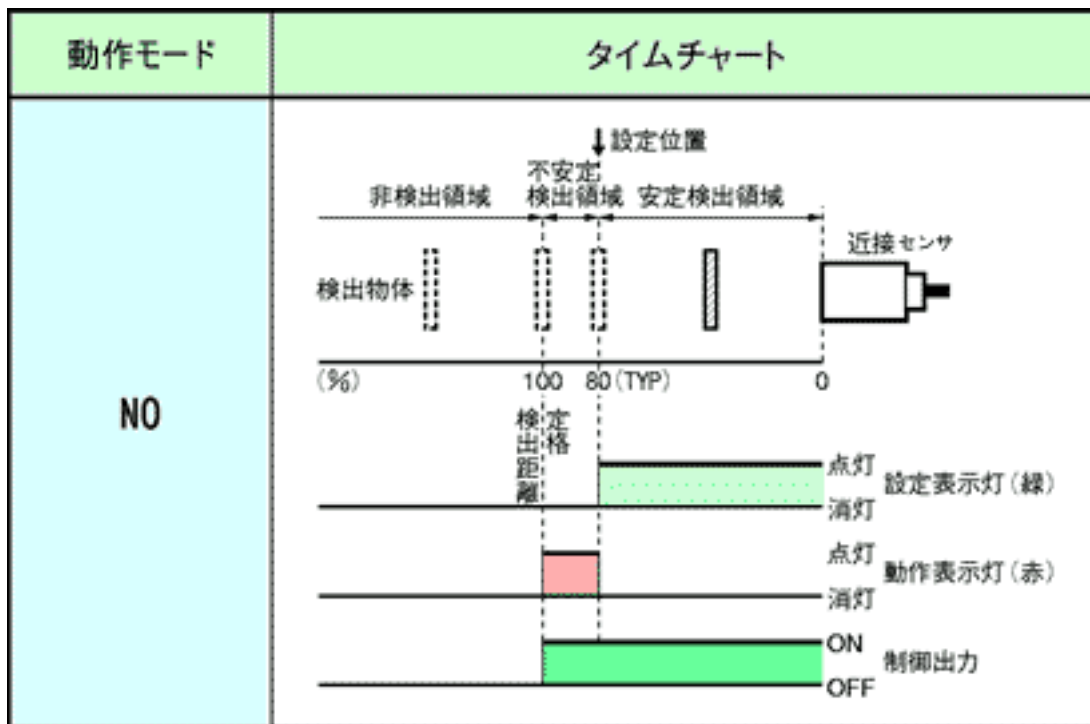 動作モード
タイムチャート
NO
設定位置
不安定
非検出領域
検出領域
安定検出領域
近接センサ
検出物体
(%)
100
80(TYP)
0
定格
検出距離
点灯
設定表示灯(緑)
消灯
点灯
動作表示灯(赤)
消灯
ON
制御出力
OFF